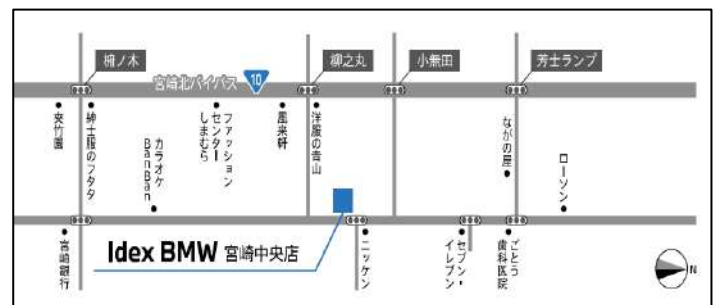 柳ノ木
柳之丸
小無田
芳士ランプ
宮崎北バイパス
10
夾竹園
紳士服のフタタ
カラオケ
BanBan
ファッション
センター
しまむら
風来軒
洋服の青山
ながの屋
ローソン
宮崎銀行
Idex BMW 宮崎中央店
ニッケン
セブン-
イレブン
ごとう
歯科医院
N